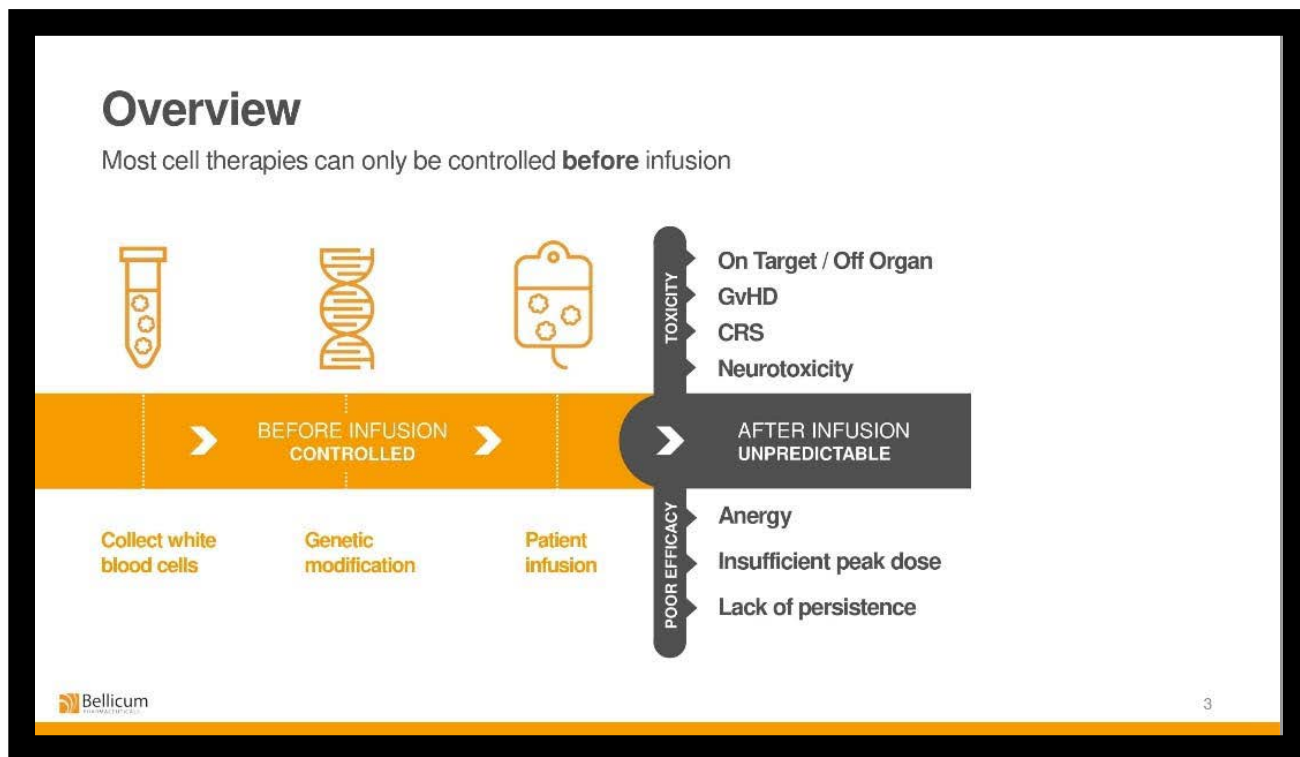 Overview
Most cell therapies can only be controlled before infusion
TOXICITY
On Target / Off Organ
GvHD
CRS
Neurotoxicity
BEFORE INFUSION
CONTROLLED
AFTER INFUSION
UNPREDICTABLE
Collect white
blood cells
Genetic
modification
Patient
infusion
POOR EFFICACY
Anergy
Insufficient peak dose
Lack of persistence
Bellicum
3